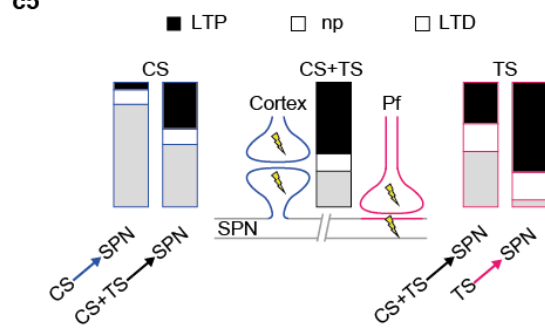 c5
LTP np LTD
CS CS+TS TS
Cortex Pf
SPN
CS SPN
CS+TS SPN
CS+TS SPN
TS SPN